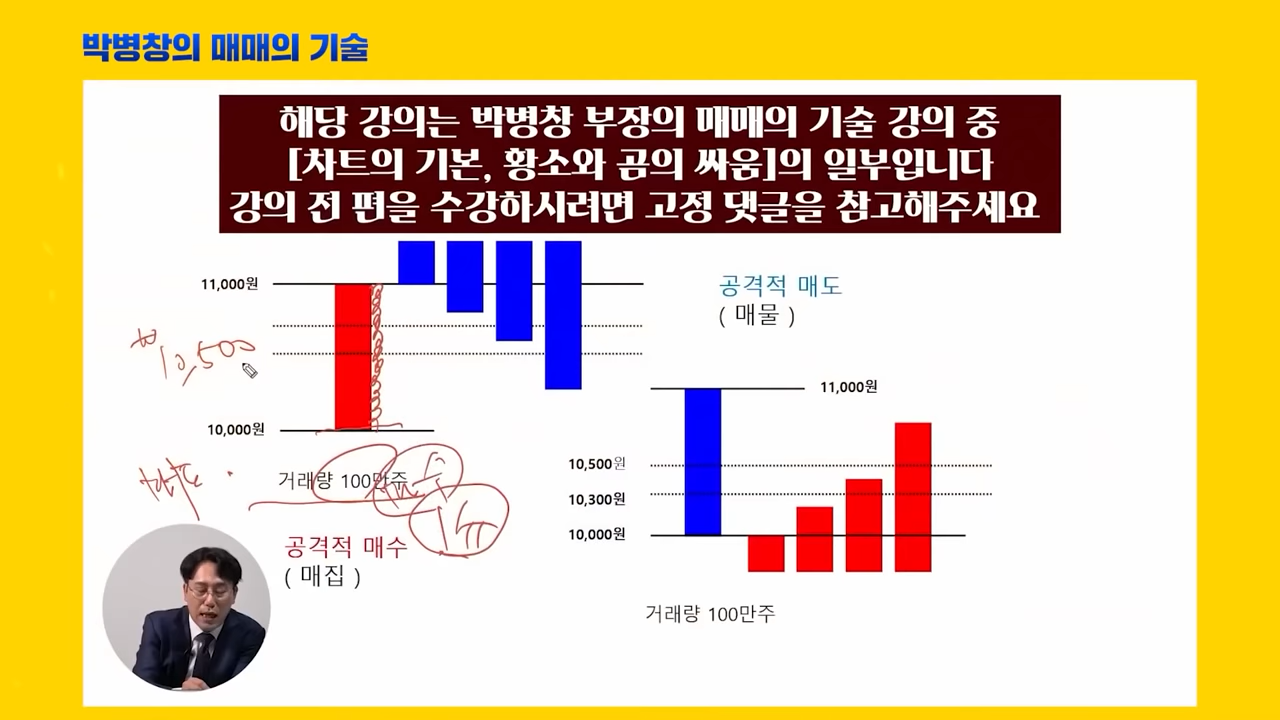 박병창의 매매의 기술
해당 강의는 박병창 부장의 매매의 기술 강의 중
[차트의 기본, 황소와 곰의 싸움]의 일부입니다
강의 전 편을 수강하시려면 고정 댓글을 참고해주세요
11,000원
₩10,500
10,000원
거래량 100만주
공격적 매수
( 매집 )
공격적 매도
( 매물 )
11,000원
10,500원
10,300원
10,000원
거래량 100만주